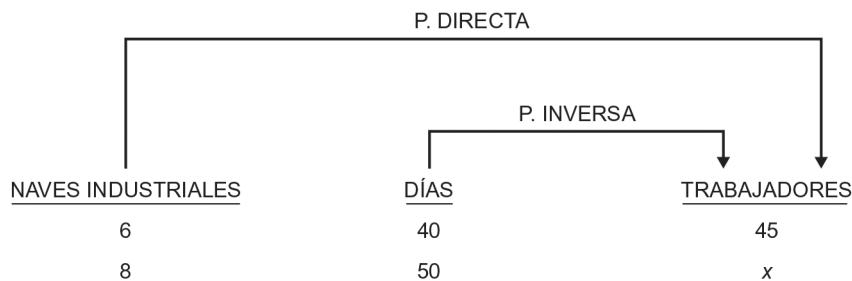 P. DIRECTA
P. INVERSA
NAVES INDUSTRIALES DÍAS TRABAJADORES
6 40 45
8 50 x